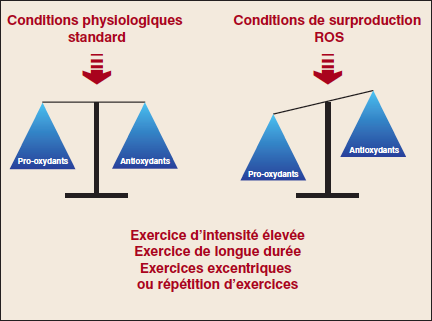 Conditions physiologiques
standard
Conditions de surproduction
ROS
Pro-oxydants
Antioxydants
Pro-oxydants
Antioxydants
Exercice d'intensité élevée
Exercice de longue durée
Exercices excentriques
ou répétition d'exercices